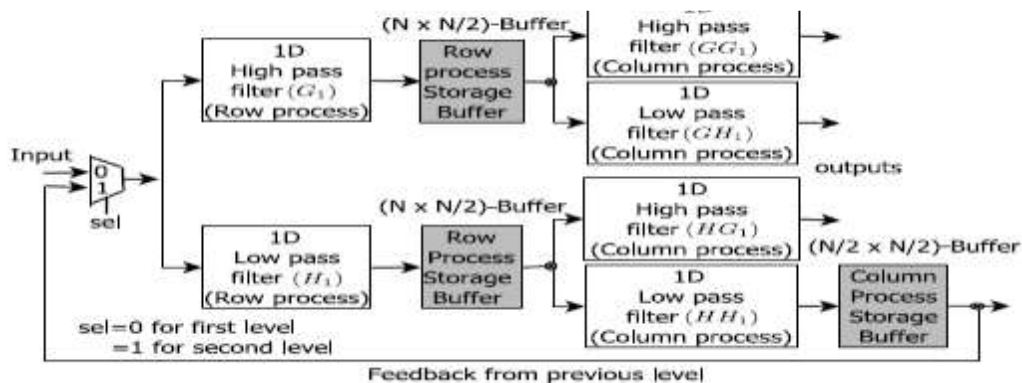 (N x N/2)-Buffer
1D
High pass
filter (G₁)
(Row process)
Row
process
Storage
Buffer
High pass
filter (GG₁)
(Column process)
1D
Low pass
filter (GH₁)
(Column process)
Input
0
1
sel
outputs
(N x N/2)-Buffer
1D
Low pass
filter (H₁)
(Row process)
Row
Process
Storage
Buffer
1D
High pass
filter (HG₁)
(Column process)
1D
Low pass
filter (HH₁)
(Column process)
(N/2 x N/2)-Buffer
Column
Process
Storage
Buffer
sel=0 for first level
=1 for second level
Feedback from previous level